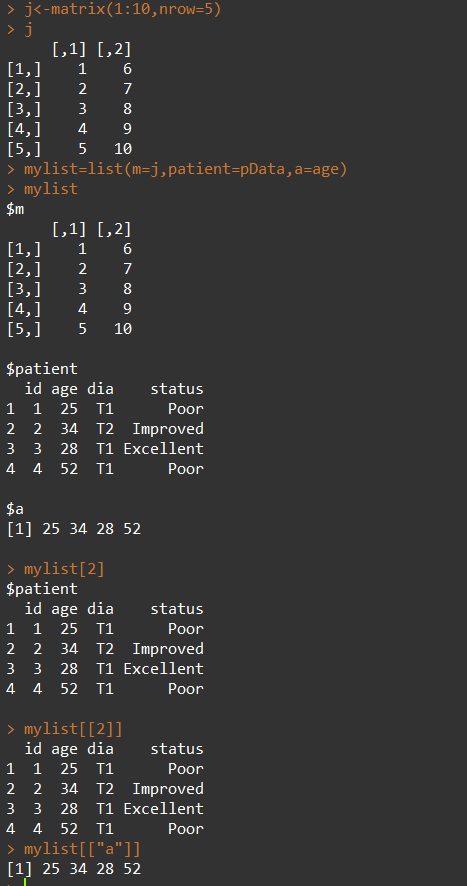 > j<-matrix(1:10,nrow=5)
> j
     [,1] [,2]
[1,]    1    6
[2,]    2    7
[3,]    3    8
[4,]    4    9
[5,]    5   10
> mylist=list(m=j,patient=pData,a=age)
> mylist
$m
     [,1] [,2]
[1,]    1    6
[2,]    2    7
[3,]    3    8
[4,]    4    9
[5,]    5   10

$patient
  id age dia    status
1  1  25  T1      Poor
2  2  34  T2  Improved
3  3  28  T1 Excellent
4  4  52  T1      Poor

$a
[1] 25 34 28 52

> mylist[2]
$patient
  id age dia    status
1  1  25  T1      Poor
2  2  34  T2  Improved
3  3  28  T1 Excellent
4  4  52  T1      Poor

> mylist[[2]]
  id age dia    status
1  1  25  T1      Poor
2  2  34  T2  Improved
3  3  28  T1 Excellent
4  4  52  T1      Poor
> mylist[["a"]]
[1] 25 34 28 52
>